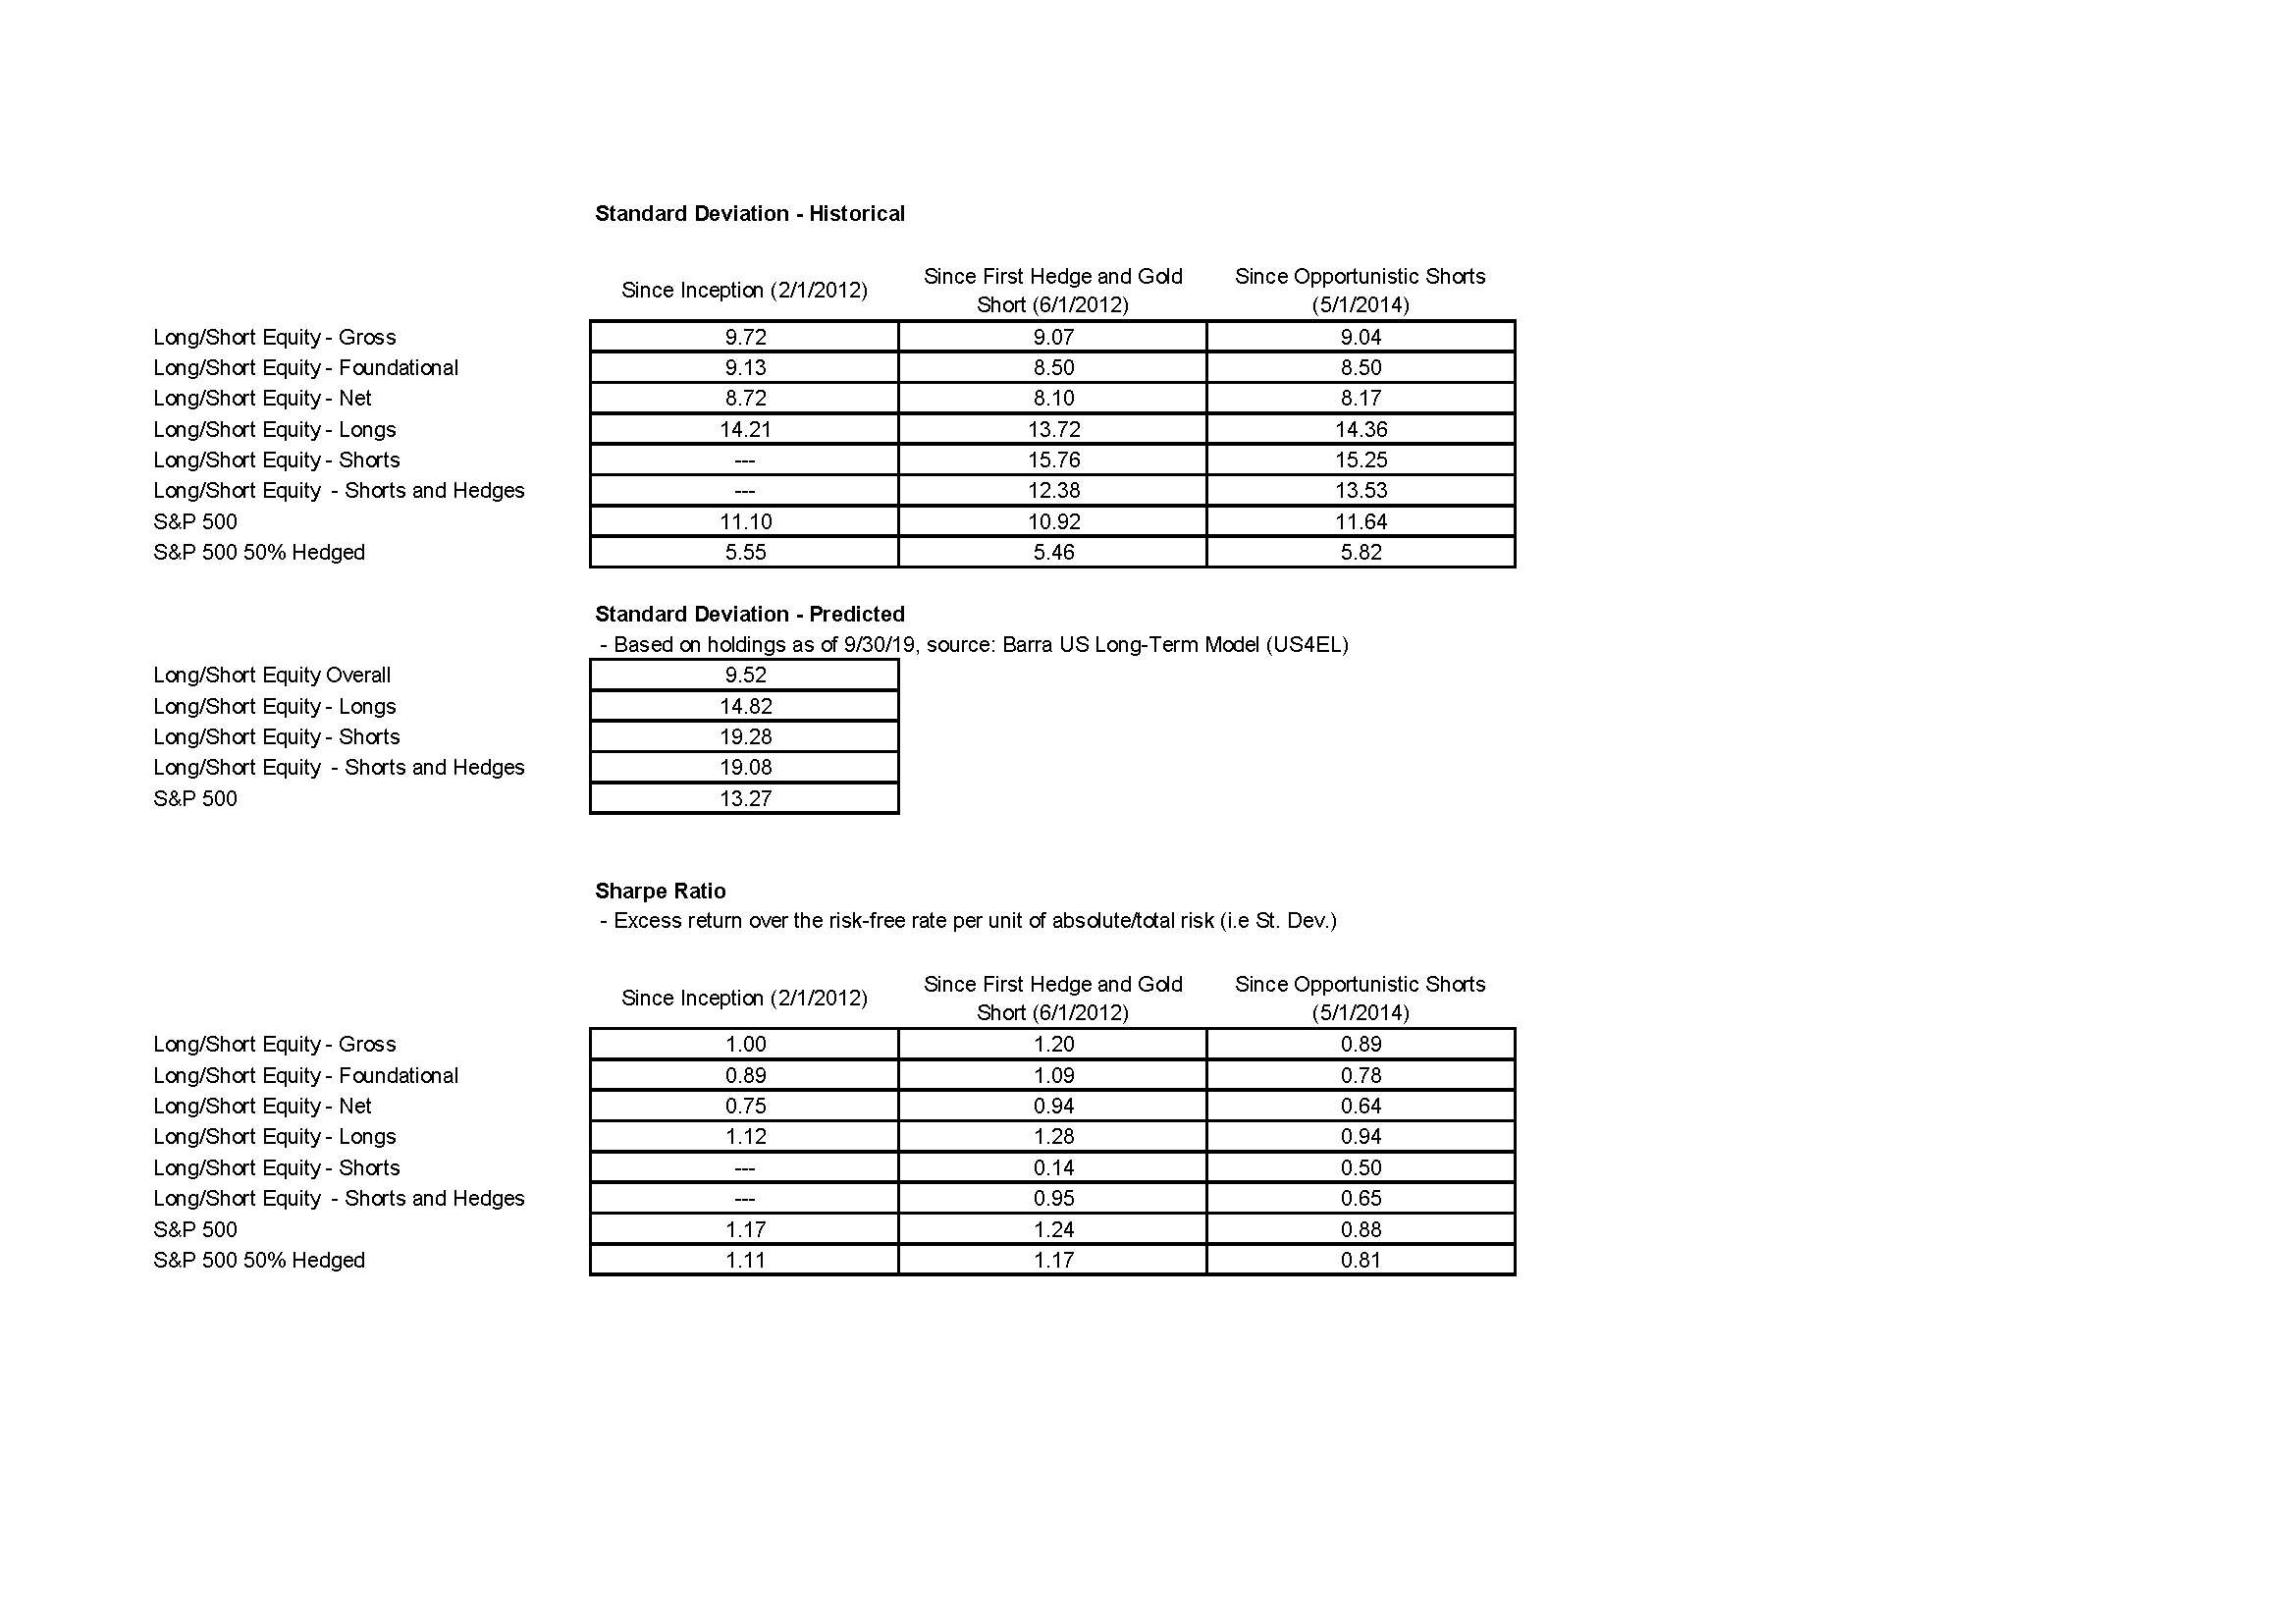 Standard Deviation - Historical
Since Inception (2/1/2012) Since First Hedge and Gold Short (6/1/2012) Since Opportunistic Shorts (5/1/2014)
Long/Short Equity - Gross 9.72 9.07 9.04
Long/Short Equity - Foundational 9.13 8.50 8.50
Long/Short Equity - Net 8.72 8.10 8.17
Long/Short Equity - Longs 14.21 13.72 14.36
Long/Short Equity - Shorts --- 15.76 15.25
Long/Short Equity - Shorts and Hedges --- 12.38 13.53
S&P 500 11.10 10.92 11.64
S&P 500 50% Hedged 5.55 5.46 5.82
Standard Deviation - Predicted
- Based on holdings as of 9/30/19, source: Barra US Long-Term Model (US4EL)
Long/Short Equity Overall 9.52
Long/Short Equity - Longs 14.82
Long/Short Equity - Shorts 19.28
Long/Short Equity - Shorts and Hedges 19.08
S&P 500 13.27
Sharpe Ratio
- Excess return over the risk-free rate per unit of absolute/total risk (i.e St. Dev.)
Since Inception (2/1/2012) Since First Hedge and Gold Short (6/1/2012) Since Opportunistic Shorts (5/1/2014)
Long/Short Equity - Gross 1.00 1.20 0.89
Long/Short Equity - Foundational 0.89 1.09 0.78
Long/Short Equity - Net 0.75 0.94 0.64
Long/Short Equity - Longs 1.12 1.28 0.94
Long/Short Equity - Shorts --- 0.14 0.50
Long/Short Equity - Shorts and Hedges --- 0.95 0.65
S&P 500 1.17 1.24 0.88
S&P 500 50% Hedged 1.11 1.17 0.81